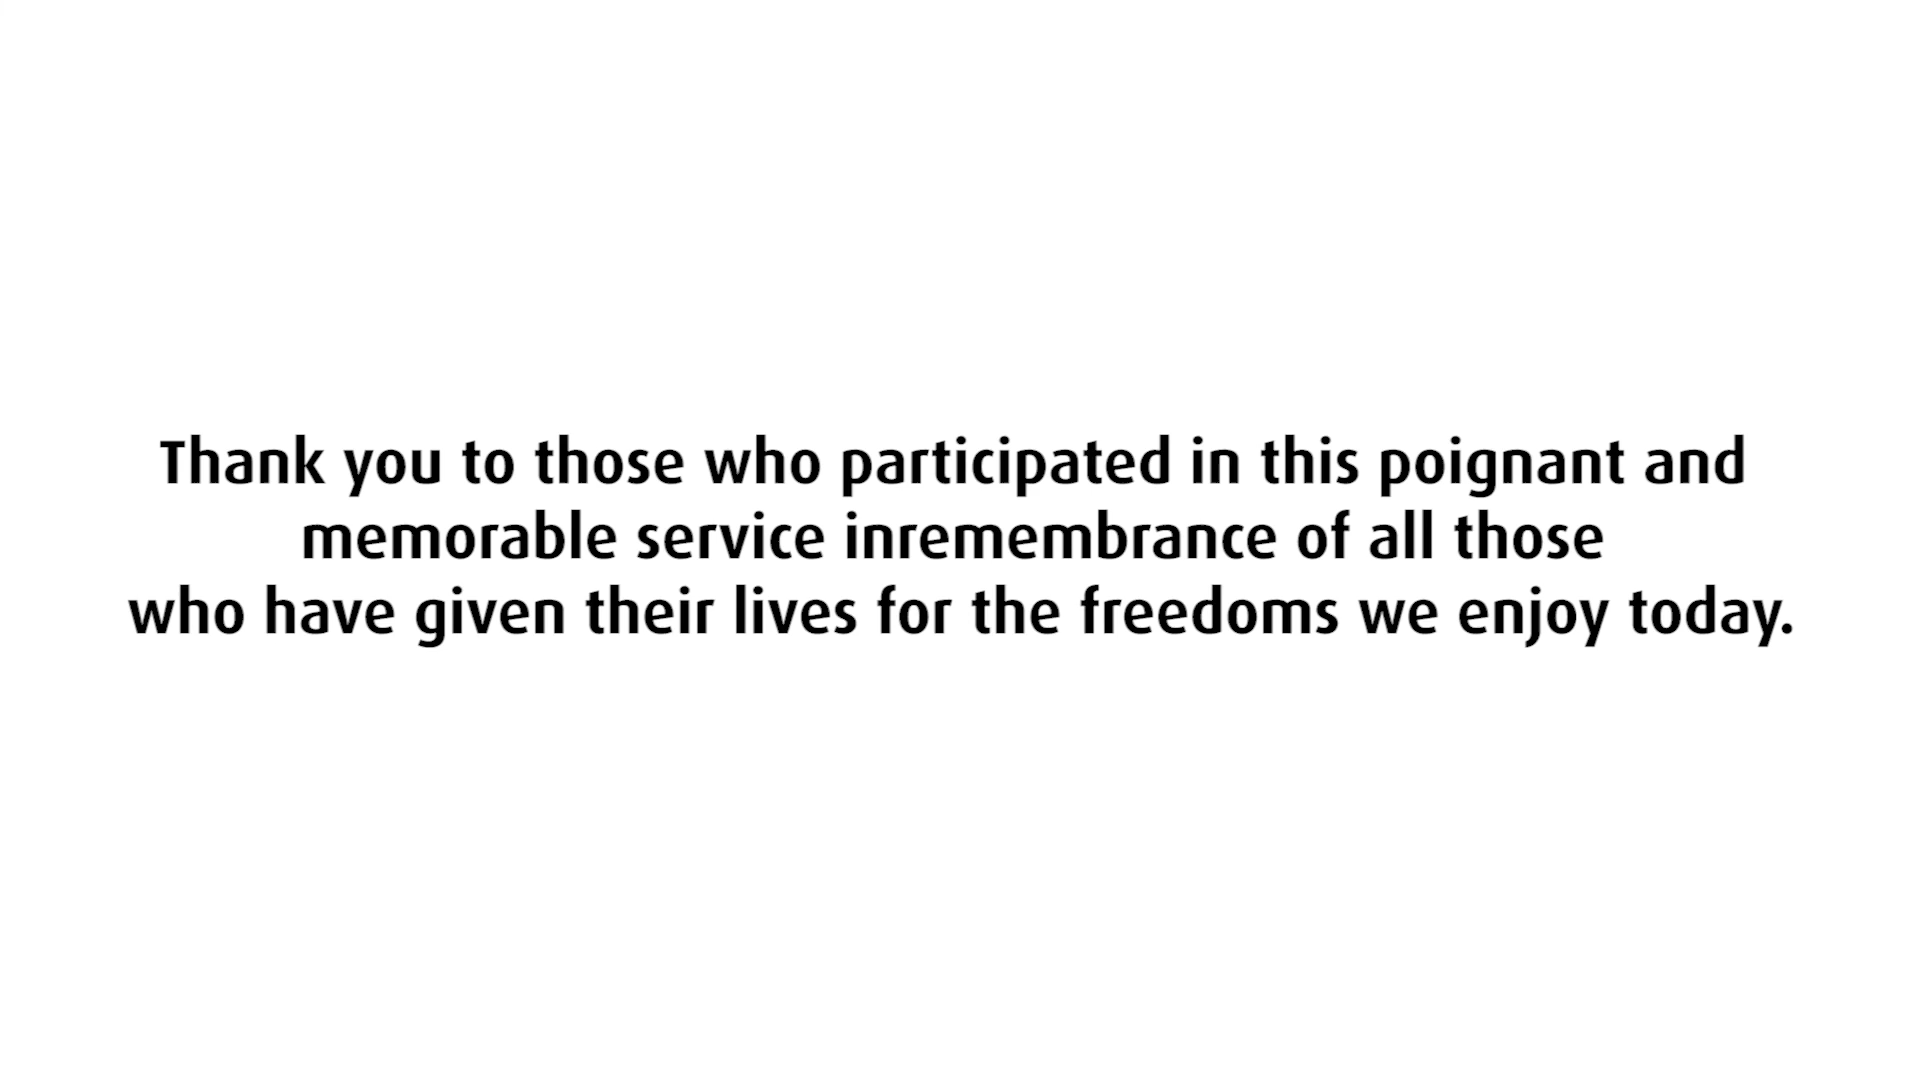 Thank you to those who participated in this poignant and
memorable service inremembrance of all those
who have given their lives for the freedoms we enjoy today.